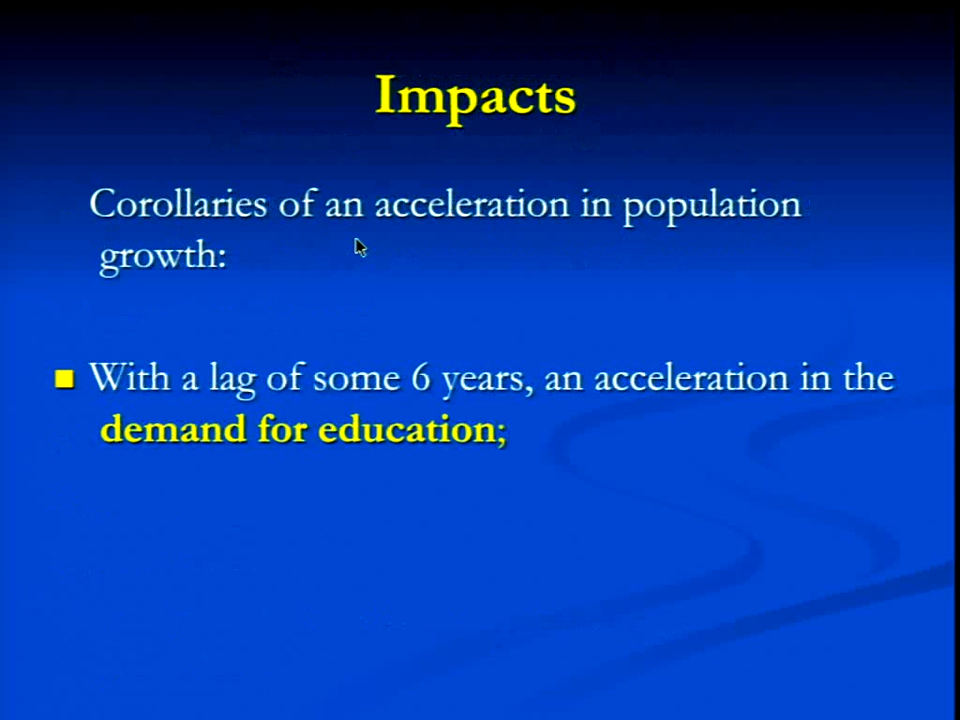 Impacts
Corollaries of an acceleration in population
growth:
With a lag of some 6 years, an acceleration in the
demand for education;